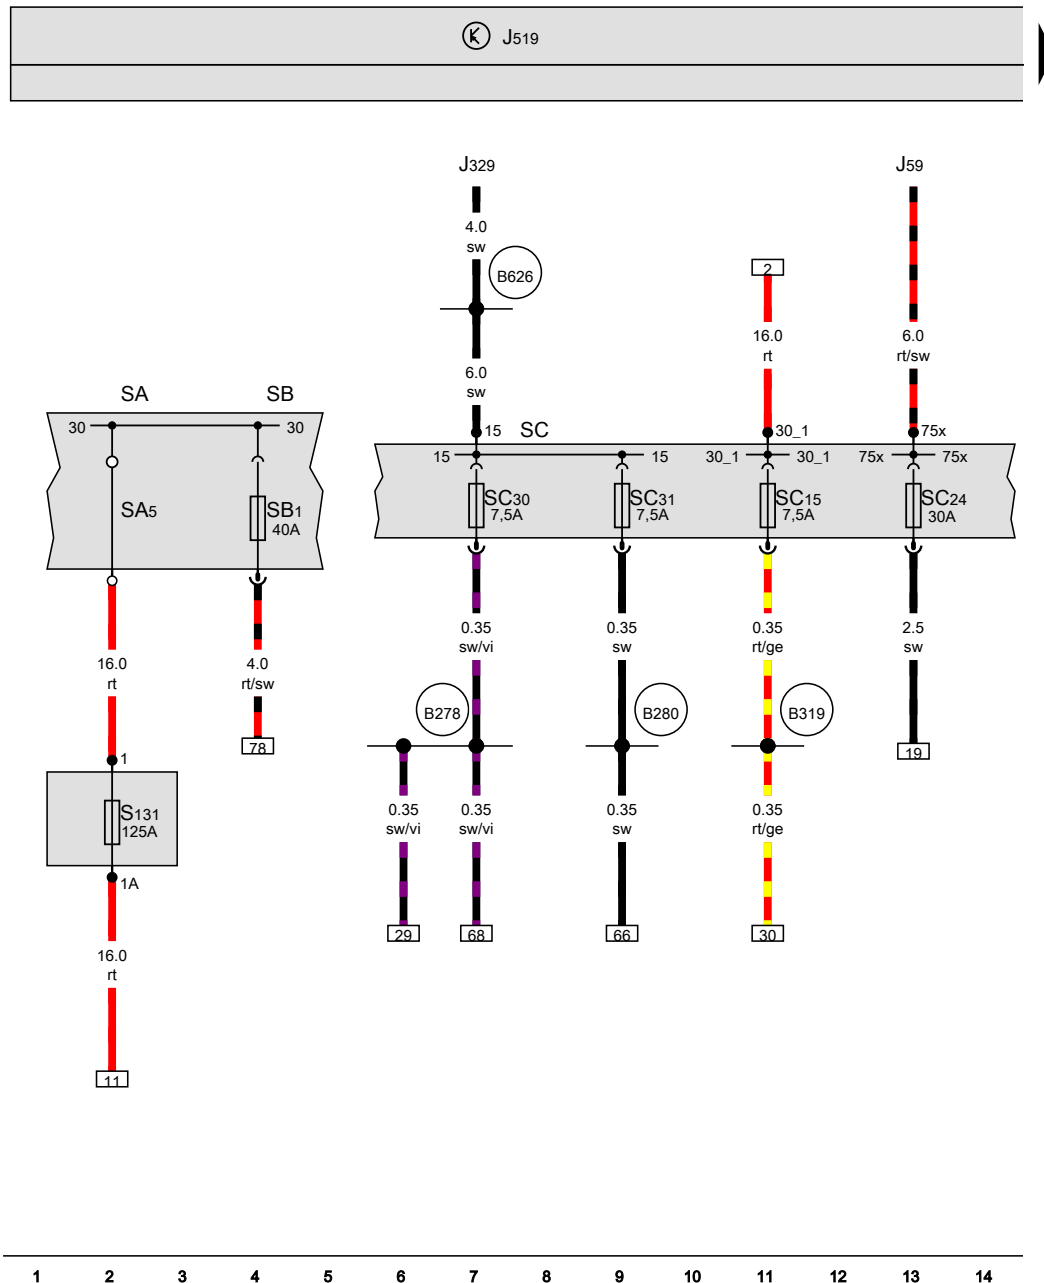 J519
J329
J59
4.0
sw
B626
2
16.0
rt
6.0
rt/sw
6.0
sw
SA
SB
15
SC
30_1
75x
30
30
15
15
30_1
30_1
75x
75x
SA5
SB1
40A
SC30
7,5A
SC31
7,5A
SC15
7,5A
SC24
30A
16.0
rt
4.0
rt/sw
0.35
sw/vi
0.35
sw
0.35
rt/ge
2.5
sw
B278
B280
B319
78
19
1
S131
125A
1A
0.35
sw/vi
0.35
sw/vi
0.35
sw
0.35
rt/ge
29
68
66
30
16.0
rt
11
1 2 3 4 5 6 7 8 9 10 11 12 13 14